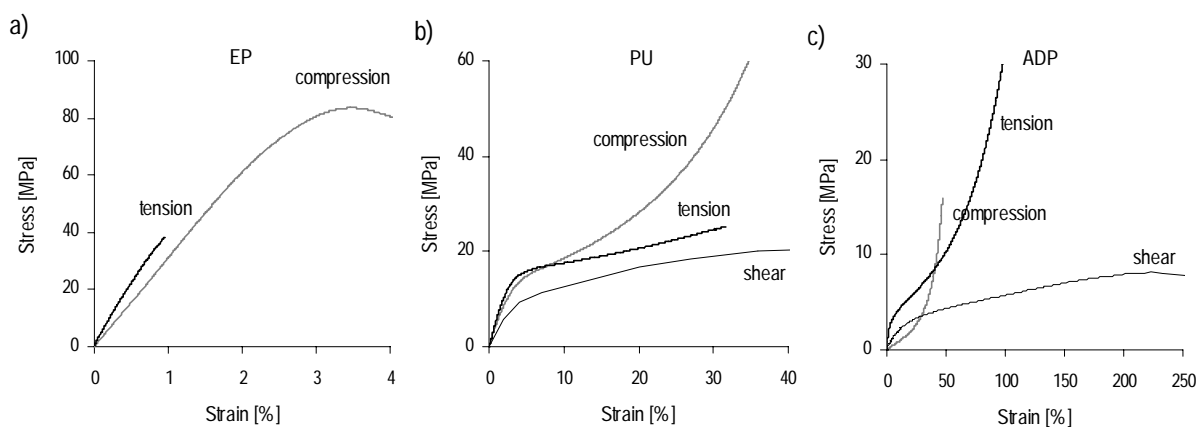 a)
EP
Stress [MPa]
100
80
60
40
20
0
compression
tension
0 1 2 3 4
Strain [%]
b)
PU
Stress [MPa]
60
40
20
0
compression
tension
shear
0 10 20 30 40
Strain [%]
c)
ADP
Stress [MPa]
30
20
10
0
tension
compression
shear
0 50 100 150 200 250
Strain [%]